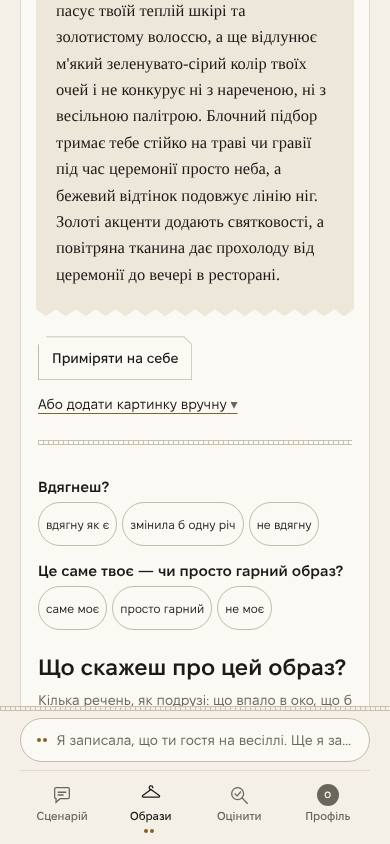 пасує твоїй теплій шкірі та
золотистому волоссю, а ще відлунює
м'який зеленувато-сірий колір твоїх
очей і не конкурує ні з нареченою, ні з
весільною палітрою. Блочний підбор
тримає тебе стійко на траві чи гравії
під час церемонії просто неба, а
бежевий відтінок подовжує лінію ніг.
Золоті акценти додають святковості, а
повітряна тканина дає прохолоду від
церемонії до вечері в ресторані.
Приміряти на себе
Або додати картинку вручну ▾
Вдягнеш?
вдягну як є
змінила б одну річ
не вдягну
Це саме твоє — чи просто гарний образ?
саме моє
просто гарний
не моє
Що скажеш про цей образ?
Кілька речень, як подрузі: що впало в око, що б
Я записала, що ти гостя на весіллі. Ще я за...
Сценарій
Образи
Оцінити
О
Профіль